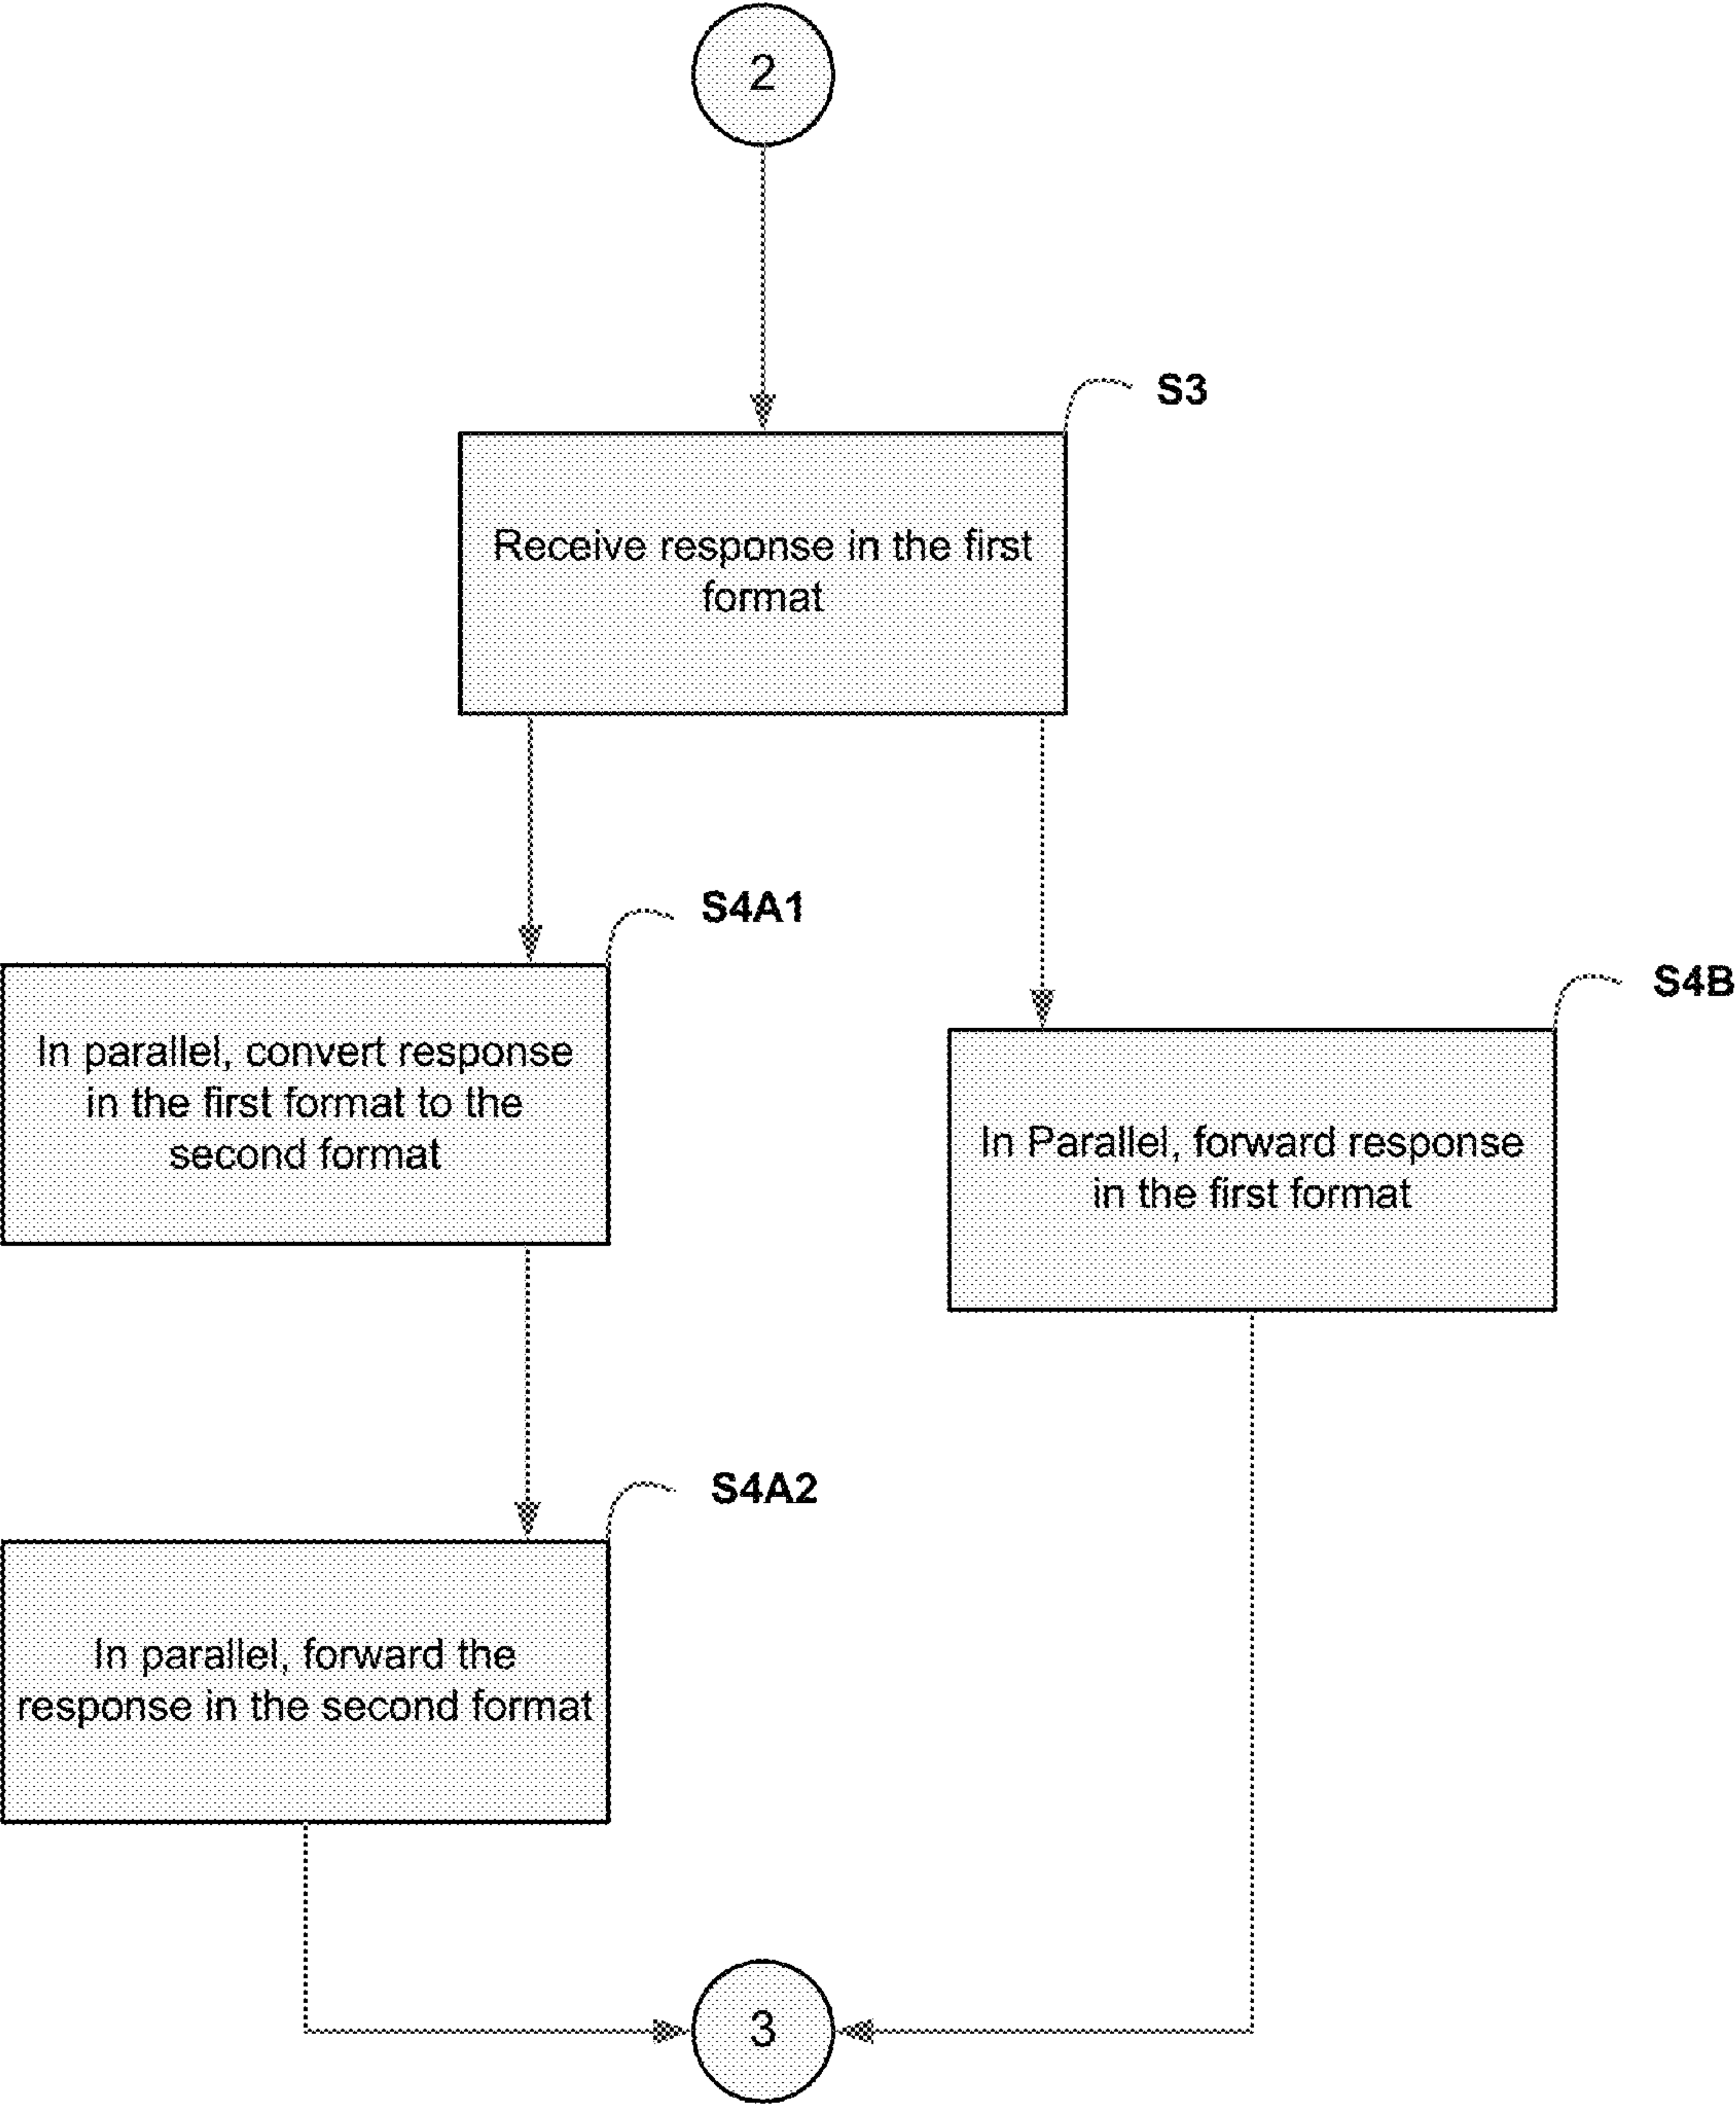 2
S3
Receive response in the first
format
S4A1
In parallel, convert response
in the first format to the
second format
S4B
In Parallel, forward response
in the first format
S4A2
In parallel, forward the
response in the second format
3